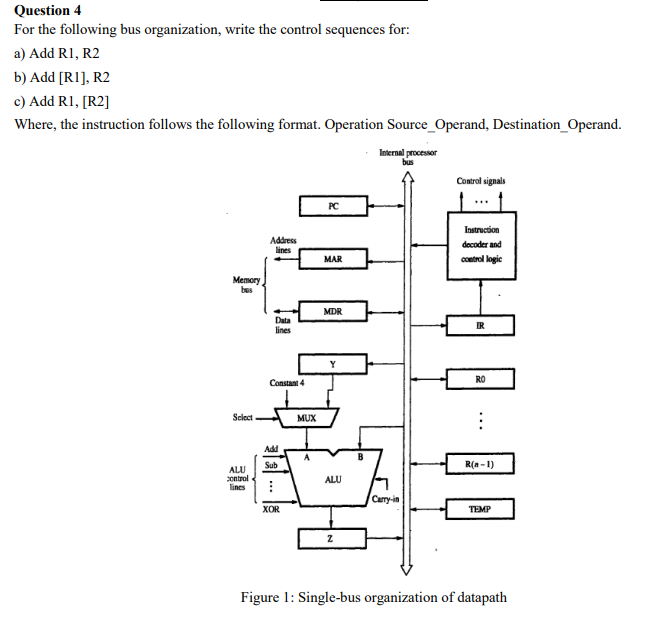 Question 4
For the following bus organization, write the control sequences for:
a) Add R1, R2
b) Add [R1], R2
c) Add R1, [R2]
Where, the instruction follows the following format. Operation Source_Operand, Destination_Operand.
Internal processor
bus
Control signals
...
PC
Instruction
decoder and
control logic
Address
lines
MAR
Memory
bus
MDR
Data
lines
IR
Y
Constant 4
R0
Select
MUX
Add
A
B
R(n - 1)
Sub
ALU
control
lines
ALU
Carry-in
XOR
TEMP
Z
Figure 1: Single-bus organization of datapath